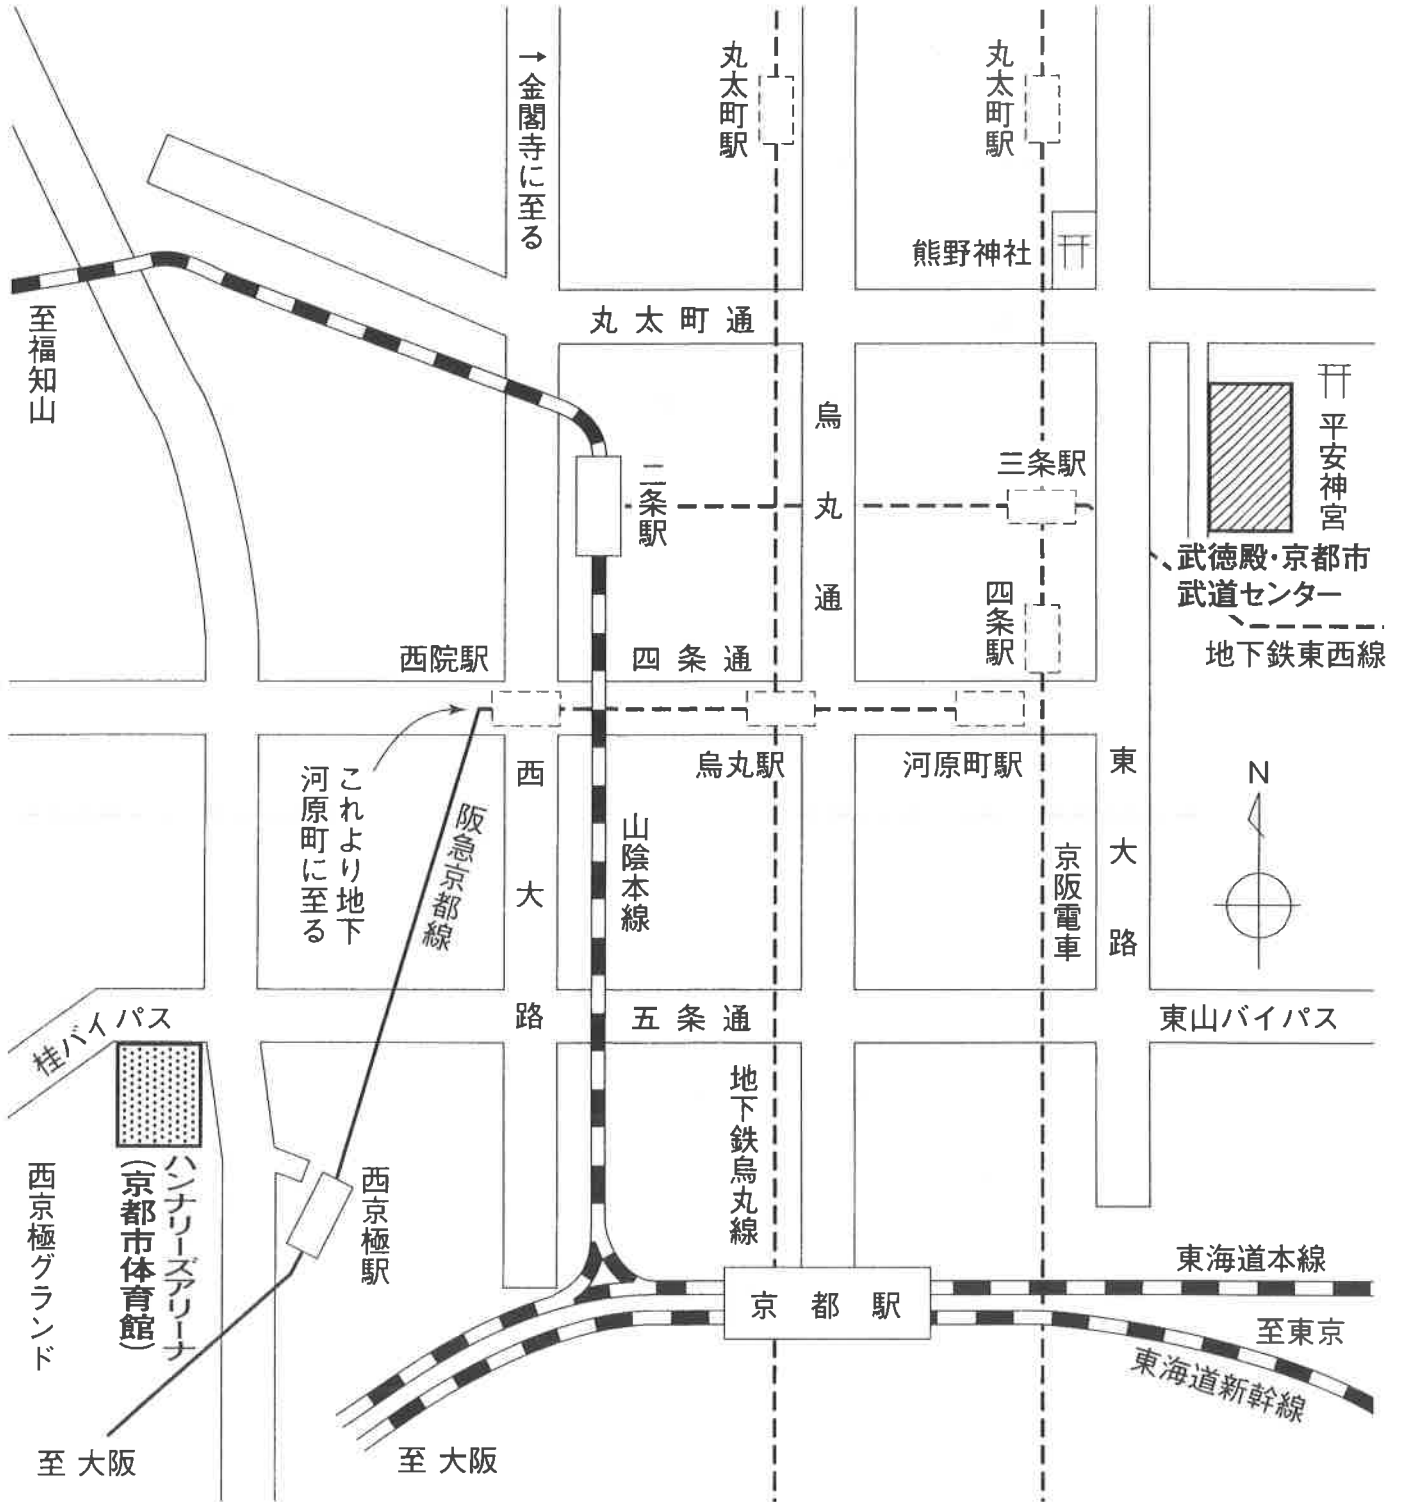 →金閣寺に至る
丸太町駅
丸太町駅
熊野神社
丸太町通
至福知山
平安神宮
烏丸通
三条駅
二条駅
武徳殿・京都市
武道センター
四条駅
西院駅
四条通
地下鉄東西線
烏丸駅
河原町駅
西大路
東大路
N
これより地下
河原町に至る
阪急京都線
山陰本線
京阪電車
桂バイパス
五条通
東山バイパス
地下鉄烏丸線
ハンナリーズアリーナ
(京都市体育館)
西京極グランド
西京極駅
東海道本線
京都駅
至東京
東海道新幹線
至 大阪
至 大阪